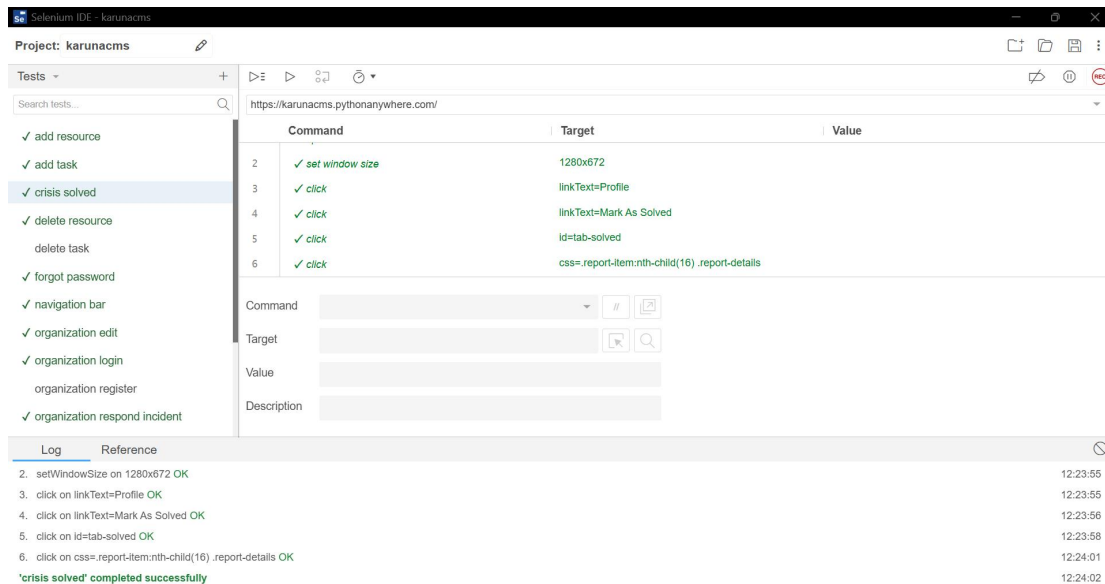 Se Selenium IDE - karunacms
Project: karunacms
Tests
Search tests...
✓ add resource
✓ add task
✓ crisis solved
✓ delete resource
delete task
✓ forgot password
✓ navigation bar
✓ organization edit
✓ organization login
organization register
✓ organization respond incident
REC
https://karunacms.pythonanywhere.com/
Command Target Value
2 ✓ set window size 1280x672
3 ✓ click linkText=Profile
4 ✓ click linkText=Mark As Solved
5 ✓ click id=tab-solved
6 ✓ click css=.report-item:nth-child(16) .report-details
Command //
Target
Value
Description
Log Reference
2. setWindowSize on 1280x672 OK 12:23:55
3. click on linkText=Profile OK 12:23:55
4. click on linkText=Mark As Solved OK 12:23:56
5. click on id=tab-solved OK 12:23:58
6. click on css=.report-item:nth-child(16) .report-details OK 12:24:01
'crisis solved' completed successfully 12:24:02